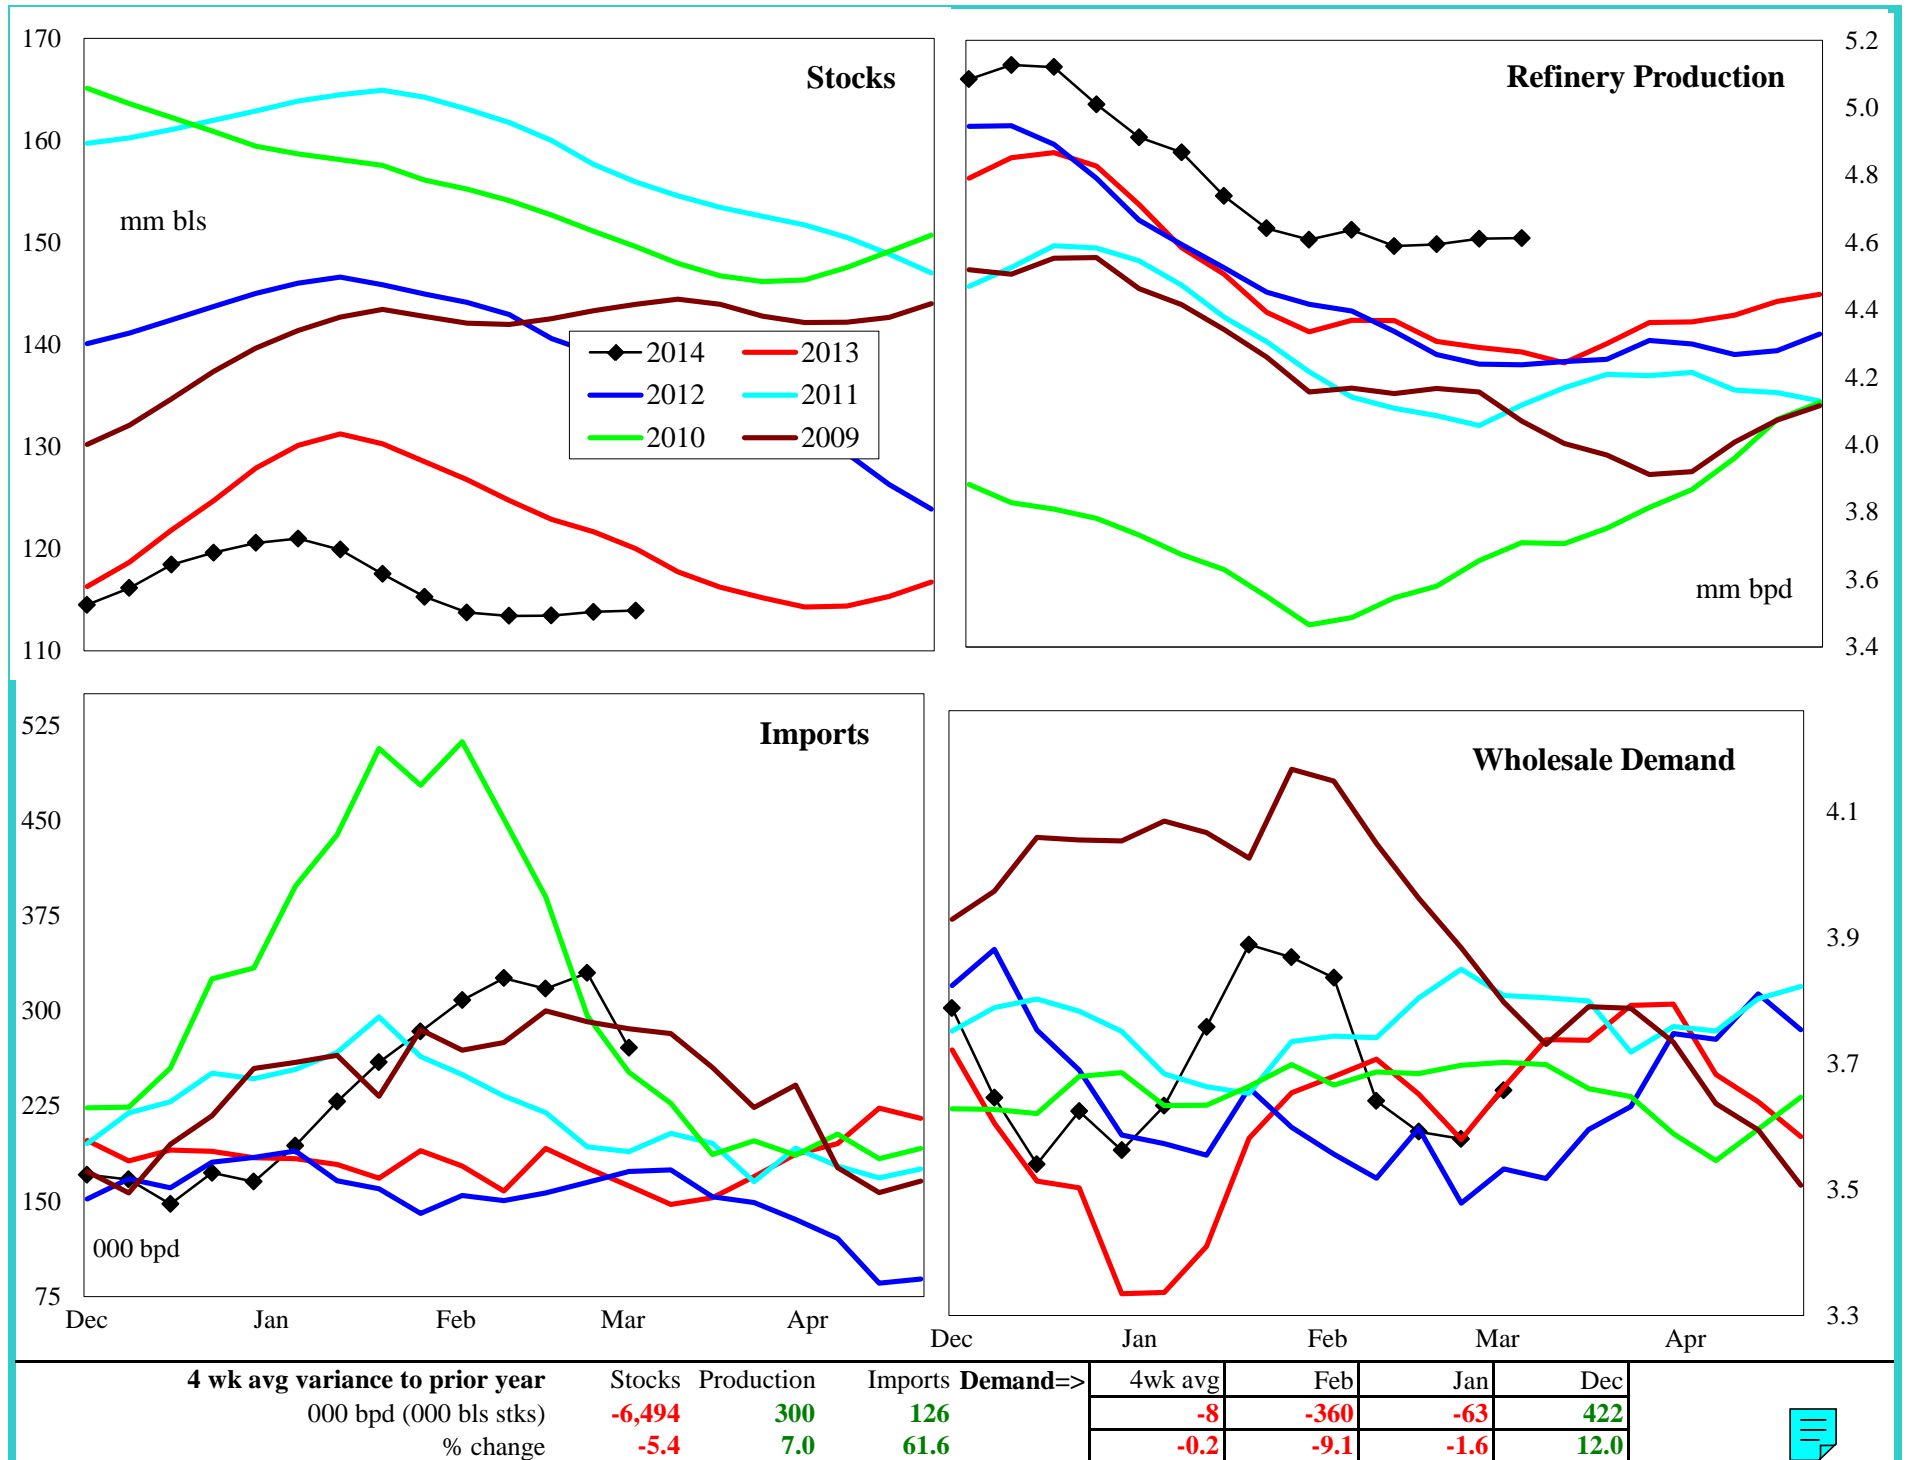 Stocks
mm bls
170
160
150
140
130
120
110
2014 2013
2012 2011
2010 2009
Refinery Production
mm bpd
5.2
5.0
4.8
4.6
4.4
4.2
4.0
3.8
3.6
3.4
Imports
000 bpd
525
450
375
300
225
150
75
Dec Jan Feb Mar Apr
Wholesale Demand
4.1
3.9
3.7
3.5
3.3
Dec Jan Feb Mar Apr
4 wk avg variance to prior year Stocks Production Imports Demand=> 4wk avg Feb Jan Dec
000 bpd (000 bls stks) -6,494 300 126 -8 -360 -63 422
% change -5.4 7.0 61.6 -0.2 -9.1 -1.6 12.0